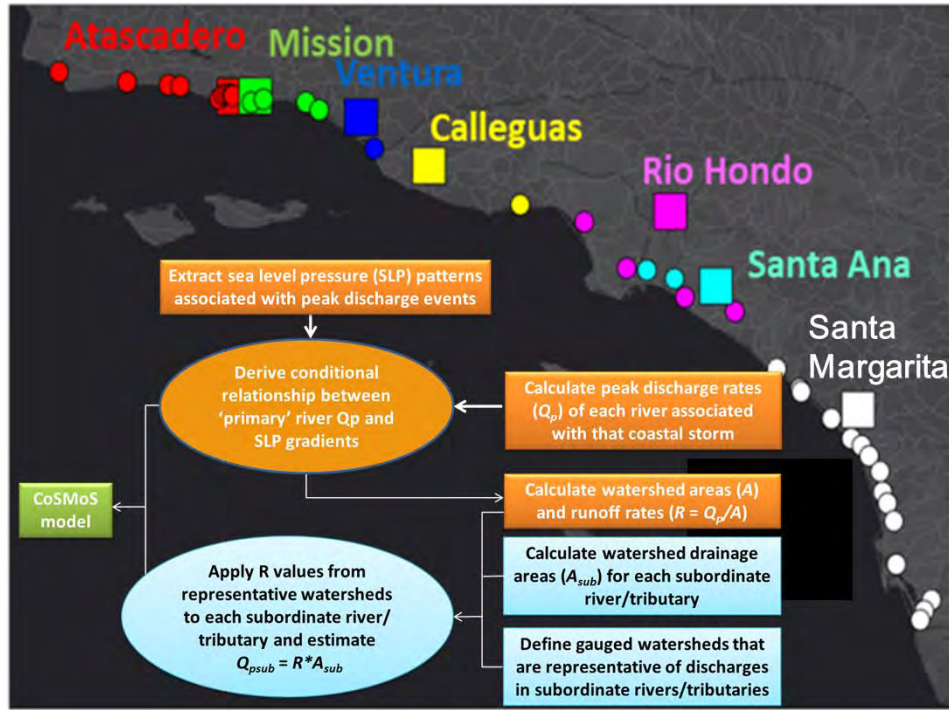 Atascadero
Mission
Ventura
Calleguas
Rio Hondo
Santa Ana
Santa
Margarita
Extract sea level pressure (SLP) patterns
associated with peak discharge events
Derive conditional
relationship between
‘primary’ river Qp and
SLP gradients
Calculate peak discharge rates
(Qp) of each river associated
with that coastal storm
CoSMoS
model
Calculate watershed areas (A)
and runoff rates (R = Qp/A)
Apply R values from
representative watersheds
to each subordinate river/
tributary and estimate
Qpsub = R*Asub
Calculate watershed drainage
areas (Asub) for each subordinate
river/tributary
Define gauged watersheds that
are representative of discharges
in subordinate rivers/tributaries